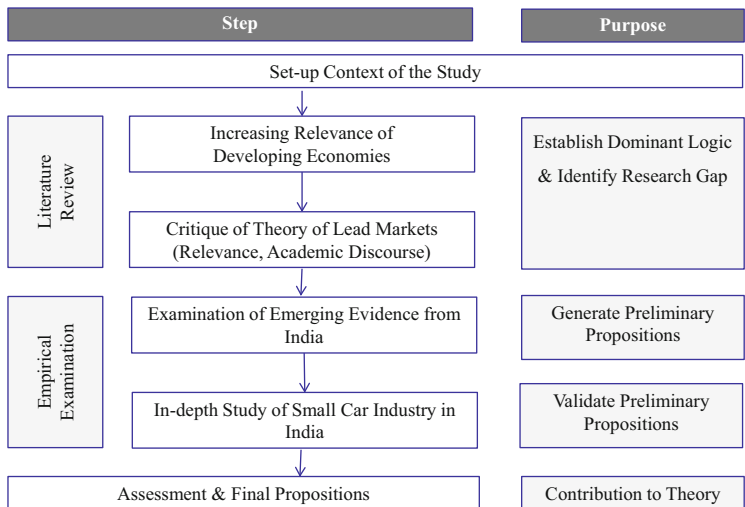 Step
Purpose
Set-up Context of the Study
Literature
Review
Increasing Relevance of
Developing Economies
Establish Dominant Logic
& Identify Research Gap
Critique of Theory of Lead Markets
(Relevance, Academic Discourse)
Empirical
Examination
Examination of Emerging Evidence from
India
Generate Preliminary
Propositions
In-depth Study of Small Car Industry in
India
Validate Preliminary
Propositions
Assessment & Final Propositions
Contribution to Theory